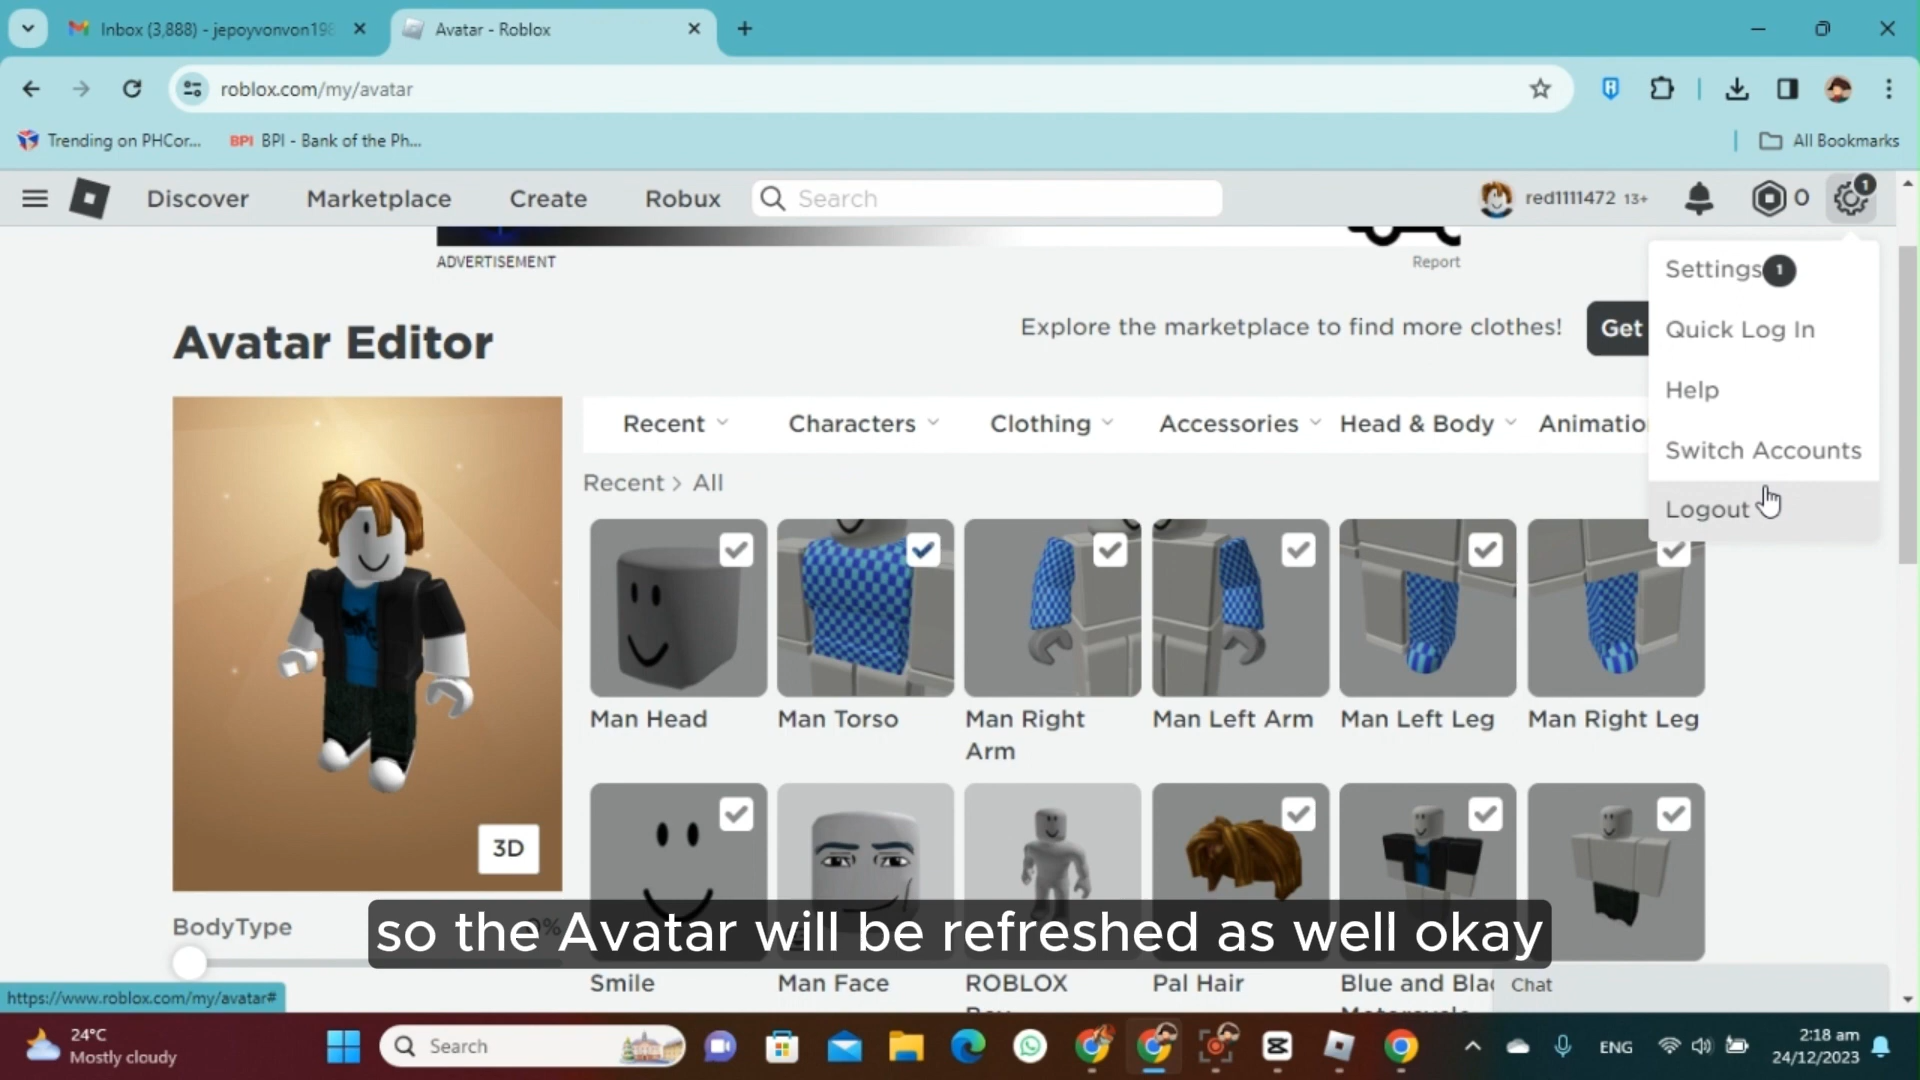 Inbox (3,888) - jepoyvonvon198
Avatar - Roblox
roblox.com/my/avatar
Trending on PHCor...
BPI BPI - Bank of the Ph...
All Bookmarks
Discover
Marketplace
Create
Robux
Search
red1111472 13+
0
1
ADVERTISEMENT
Report
Settings 1
Quick Log In
Help
Switch Accounts
Logout
Avatar Editor
Explore the marketplace to find more clothes!
Get
Recent
Characters
Clothing
Accessories
Head & Body
Animatio
Recent > All
Man Head
Man Torso
Man Right
Arm
Man Left Arm
Man Left Leg
Man Right Leg
3D
BodyType
so the Avatar will be refreshed as well okay
Smile
Man Face
ROBLOX
Pal Hair
Blue and Blac
Chat
https://www.roblox.com/my/avatar#
24°C
Mostly cloudy
Search
ENG
2:18 am
24/12/2023